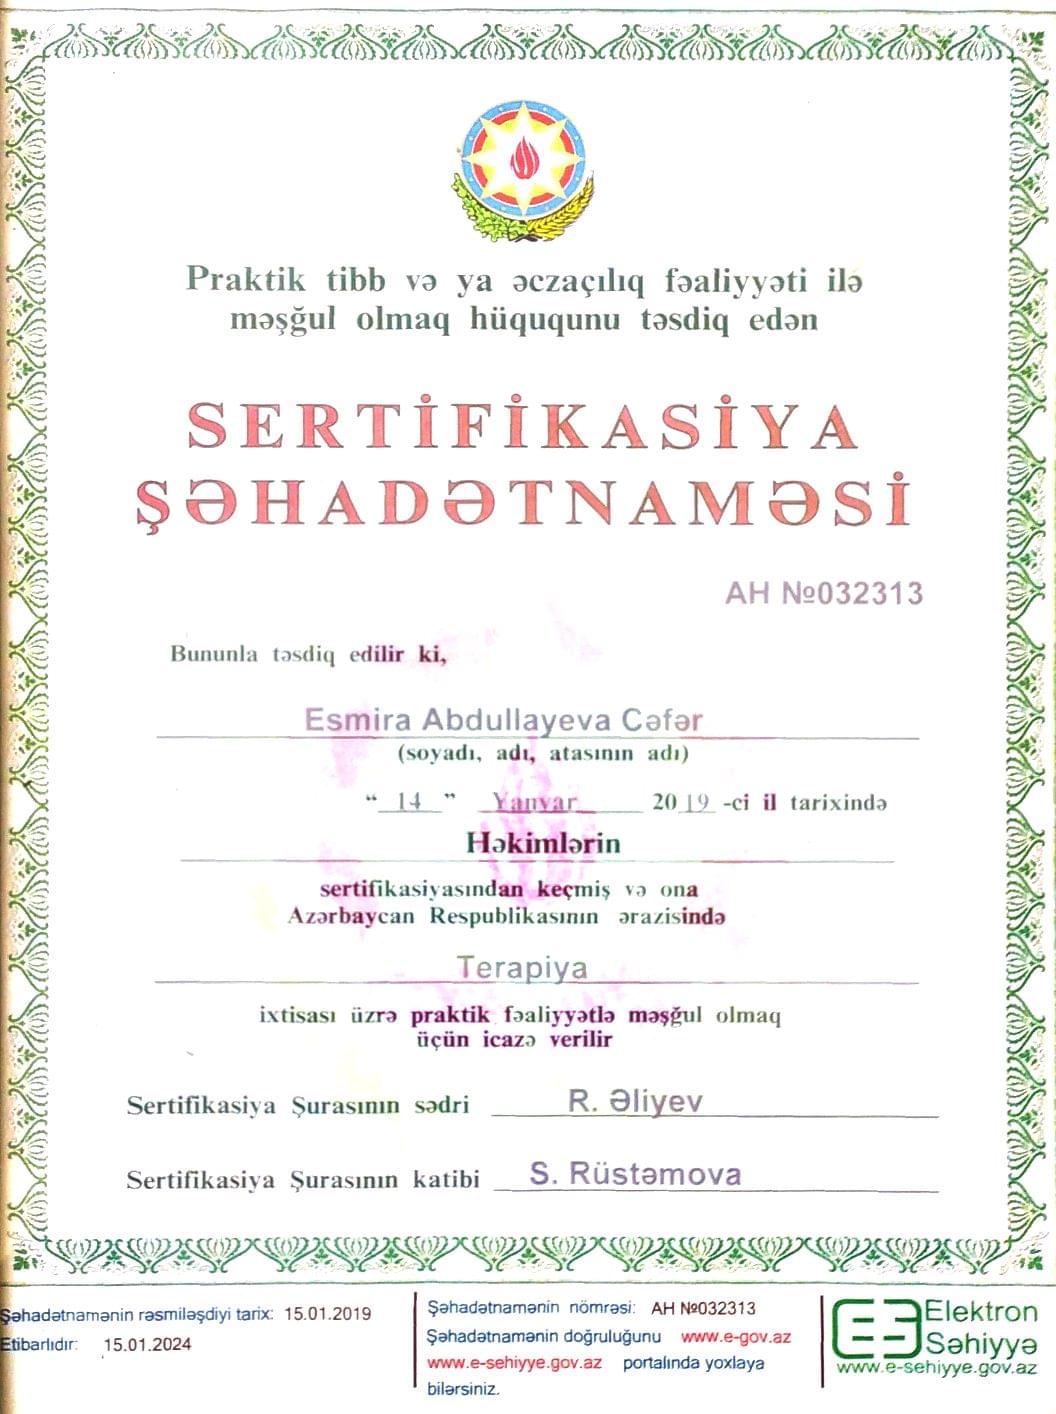 Praktik tibb və ya əczaçılıq fəaliyyəti ilə
məşğul olmaq hüququnu təsdiq edən
SERTİFİKASİYA
ŞƏHADƏTNAMƏSİ
AH №032313
Bununla təsdiq edilir ki,
Esmira Abdullayeva Cəfər
(soyadı, adı, atasının adı)
“ 14 ” Yanvar 2019 -ci il tarixində
Həkimlərin
sertifikasiyasından keçmiş və ona
Azərbaycan Respublikasının ərazisində
Terapiya
ixtisası üzrə praktik fəaliyyətlə məşğul olmaq
üçün icazə verilir
Sertifikasiya Şurasının sədri R. Əliyev
Sertifikasiya Şurasının katibi S. Rüstəmova
Şəhadətnamənin rəsmiləşdiyi tarix: 15.01.2019
Etibarlıdır: 15.01.2024
Şəhadətnamənin nömrəsi: AH №032313
Şəhadətnamənin doğruluğunu www.e-gov.az
www.e-sehiyye.gov.az portalında yoxlaya
bilərsiniz.
Elektron
Səhiyyə
www.e-sehiyye.gov.az